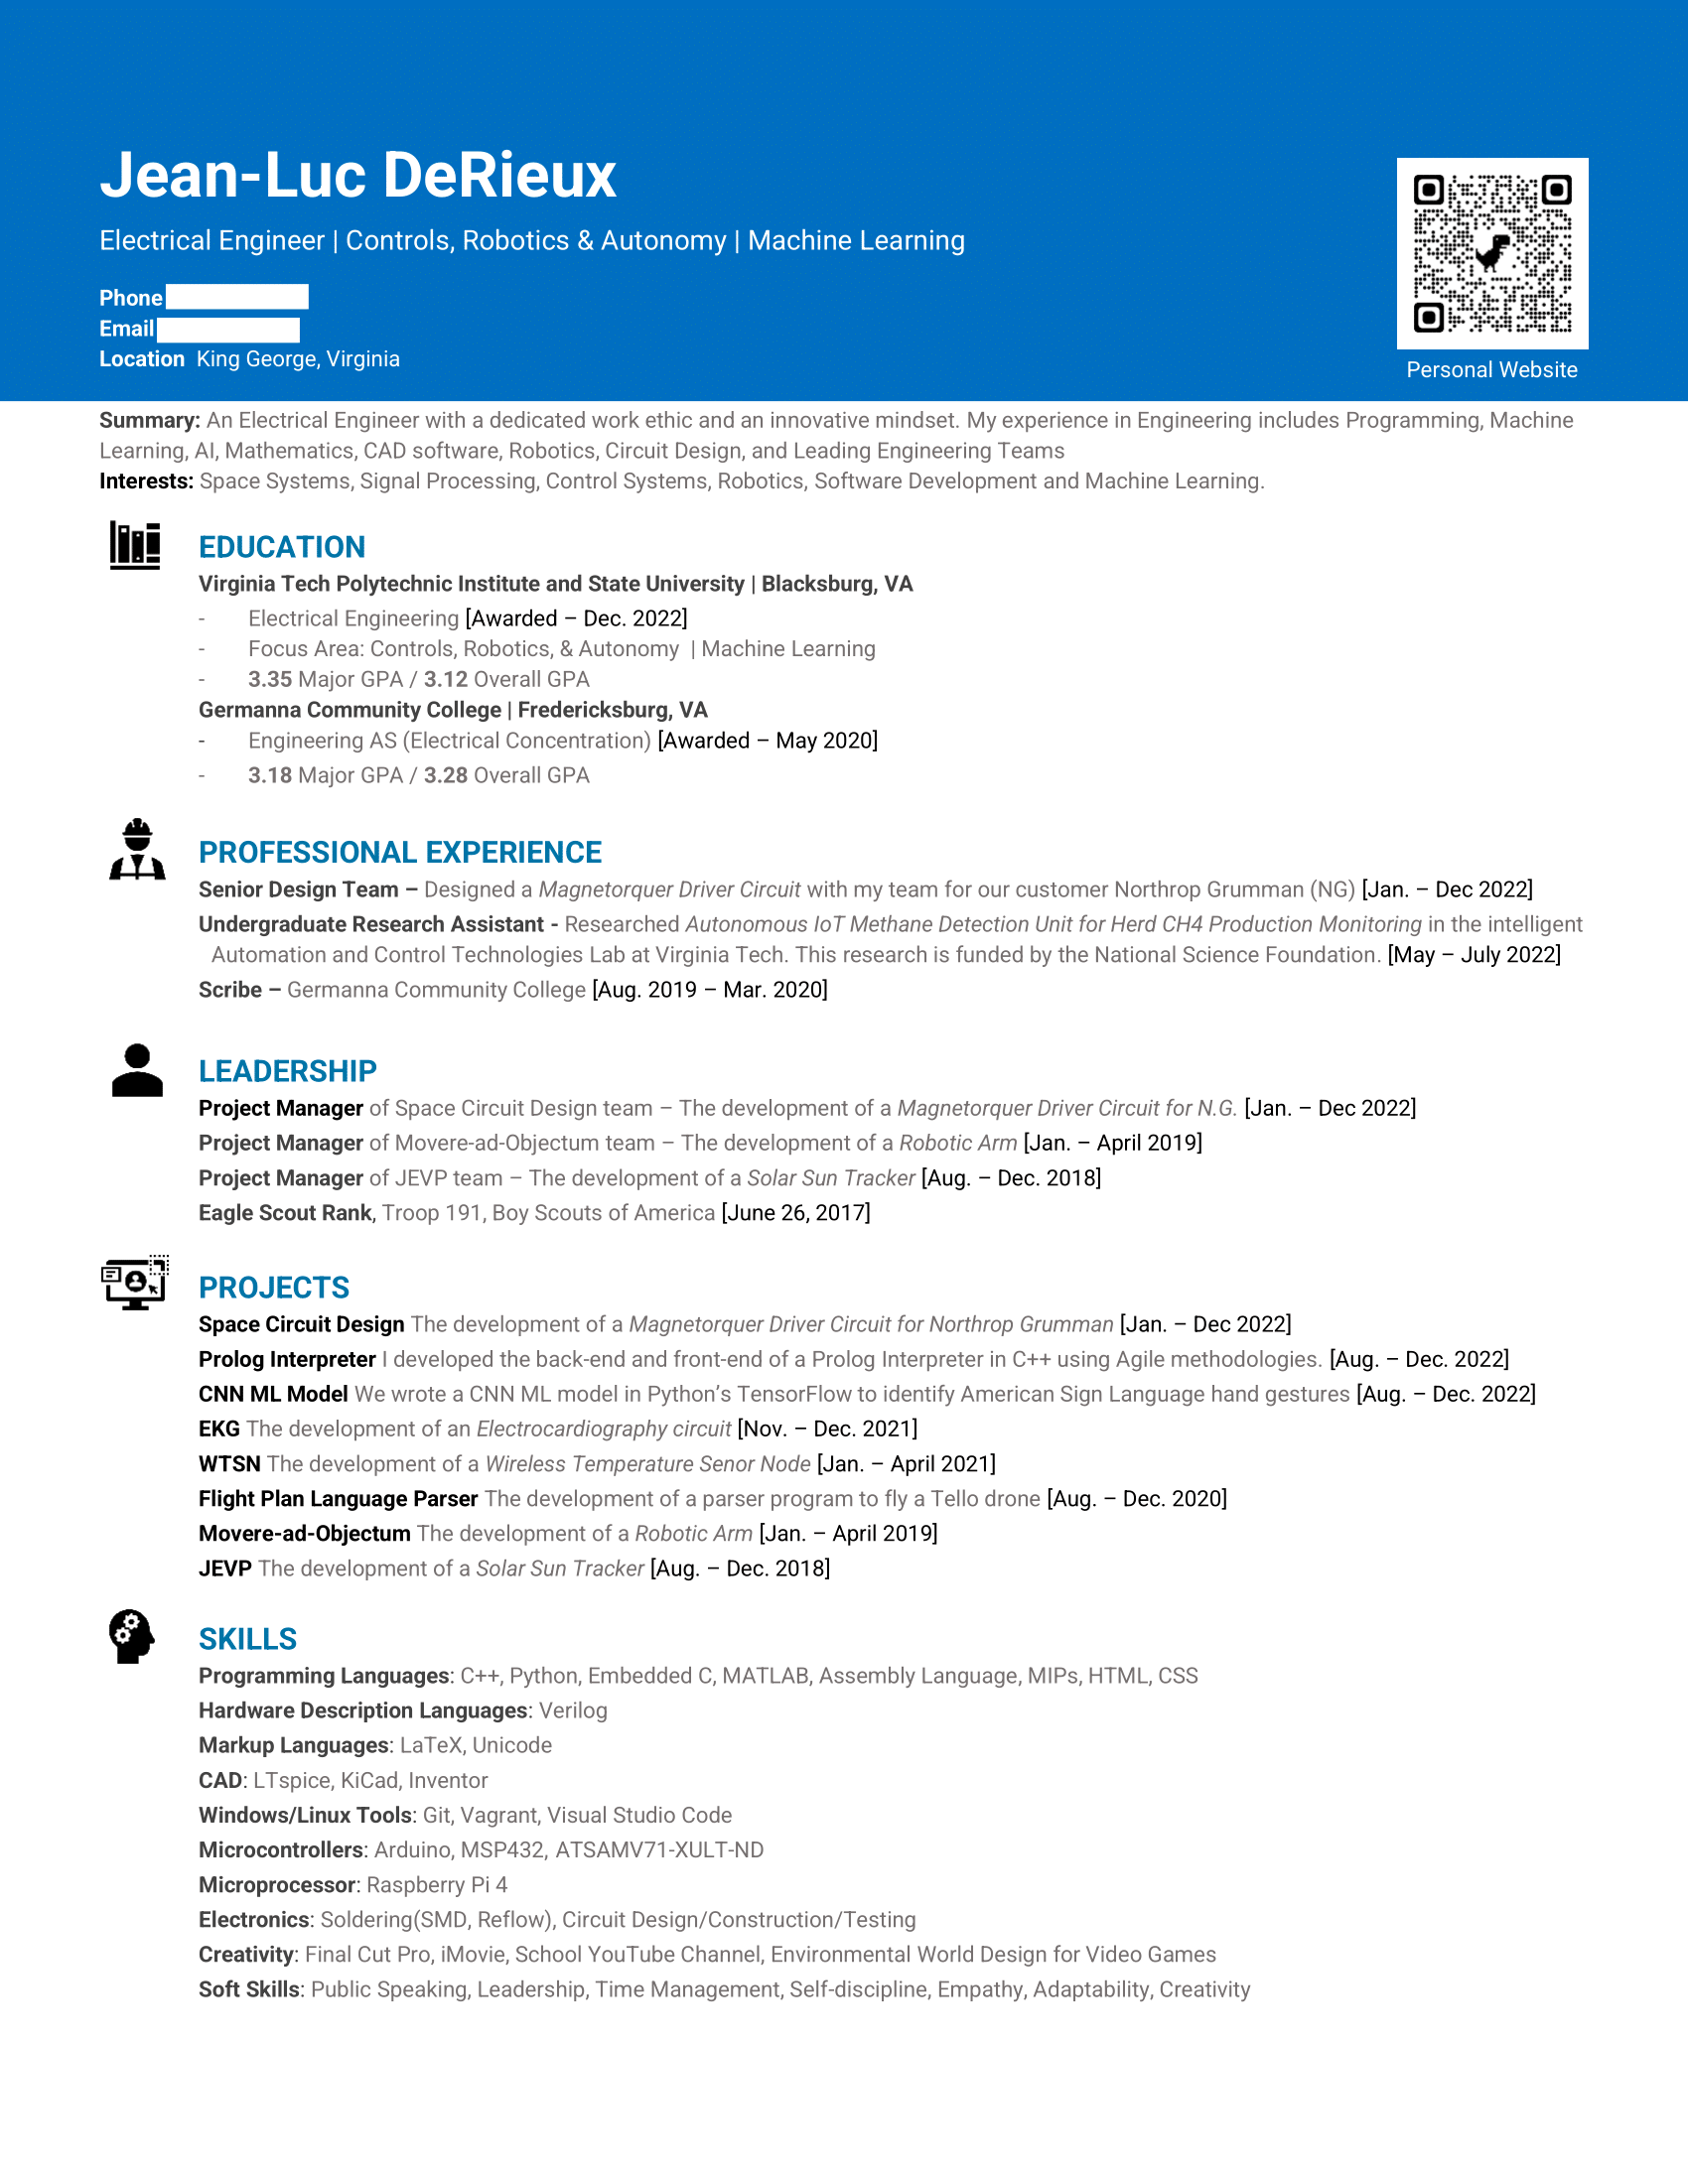 Jean-Luc DeRieux
Electrical Engineer | Controls, Robotics & Autonomy | Machine Learning
Phone
Email
Location King George, Virginia
Personal Website
Summary: An Electrical Engineer with a dedicated work ethic and an innovative mindset. My experience in Engineering includes Programming, Machine
Learning, AI, Mathematics, CAD software, Robotics, Circuit Design, and Leading Engineering Teams
Interests: Space Systems, Signal Processing, Control Systems, Robotics, Software Development and Machine Learning.
EDUCATION
Virginia Tech Polytechnic Institute and State University | Blacksburg, VA
- Electrical Engineering [Awarded – Dec. 2022]
- Focus Area: Controls, Robotics, & Autonomy | Machine Learning
- 3.35 Major GPA / 3.12 Overall GPA
Germanna Community College | Fredericksburg, VA
- Engineering AS (Electrical Concentration) [Awarded – May 2020]
- 3.18 Major GPA / 3.28 Overall GPA
PROFESSIONAL EXPERIENCE
Senior Design Team – Designed a Magnetorquer Driver Circuit with my team for our customer Northrop Grumman (NG) [Jan. – Dec 2022]
Undergraduate Research Assistant - Researched Autonomous IoT Methane Detection Unit for Herd CH4 Production Monitoring in the intelligent
Automation and Control Technologies Lab at Virginia Tech. This research is funded by the National Science Foundation. [May – July 2022]
Scribe – Germanna Community College [Aug. 2019 – Mar. 2020]
LEADERSHIP
Project Manager of Space Circuit Design team – The development of a Magnetorquer Driver Circuit for N.G. [Jan. – Dec 2022]
Project Manager of Movere-ad-Objectum team – The development of a Robotic Arm [Jan. – April 2019]
Project Manager of JEVP team – The development of a Solar Sun Tracker [Aug. – Dec. 2018]
Eagle Scout Rank, Troop 191, Boy Scouts of America [June 26, 2017]
PROJECTS
Space Circuit Design The development of a Magnetorquer Driver Circuit for Northrop Grumman [Jan. – Dec 2022]
Prolog Interpreter I developed the back-end and front-end of a Prolog Interpreter in C++ using Agile methodologies. [Aug. – Dec. 2022]
CNN ML Model We wrote a CNN ML model in Python’s TensorFlow to identify American Sign Language hand gestures [Aug. – Dec. 2022]
EKG The development of an Electrocardiography circuit [Nov. – Dec. 2021]
WTSN The development of a Wireless Temperature Senor Node [Jan. – April 2021]
Flight Plan Language Parser The development of a parser program to fly a Tello drone [Aug. – Dec. 2020]
Movere-ad-Objectum The development of a Robotic Arm [Jan. – April 2019]
JEVP The development of a Solar Sun Tracker [Aug. – Dec. 2018]
SKILLS
Programming Languages: C++, Python, Embedded C, MATLAB, Assembly Language, MIPs, HTML, CSS
Hardware Description Languages: Verilog
Markup Languages: LaTeX, Unicode
CAD: LTspice, KiCad, Inventor
Windows/Linux Tools: Git, Vagrant, Visual Studio Code
Microcontrollers: Arduino, MSP432, ATSAMV71-XULT-ND
Microprocessor: Raspberry Pi 4
Electronics: Soldering(SMD, Reflow), Circuit Design/Construction/Testing
Creativity: Final Cut Pro, iMovie, School YouTube Channel, Environmental World Design for Video Games
Soft Skills: Public Speaking, Leadership, Time Management, Self-discipline, Empathy, Adaptability, Creativity